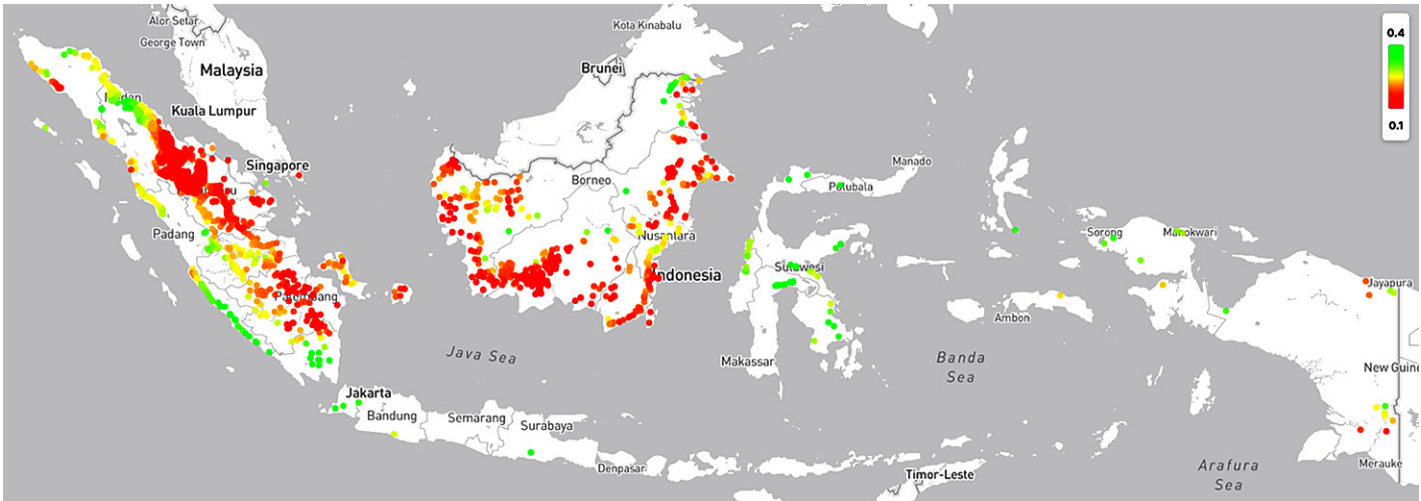 Kota Kinabalu
Alor Setar
George Town
0.4
Malaysia
Brunei
Kuala Lumpur
0.1
Singapore
Manado
Borneo
Padang
Sorong
Manokwari
Nusantara
Indonesia
Sulawesi
Jayapura
Palembang
Ambon
Java Sea
Makassar
Banda
Sea
New Guine
Jakarta
Bandung
Semarang
Surabaya
Denpasar
Timor-Leste
Arafura
Sea
Merauke